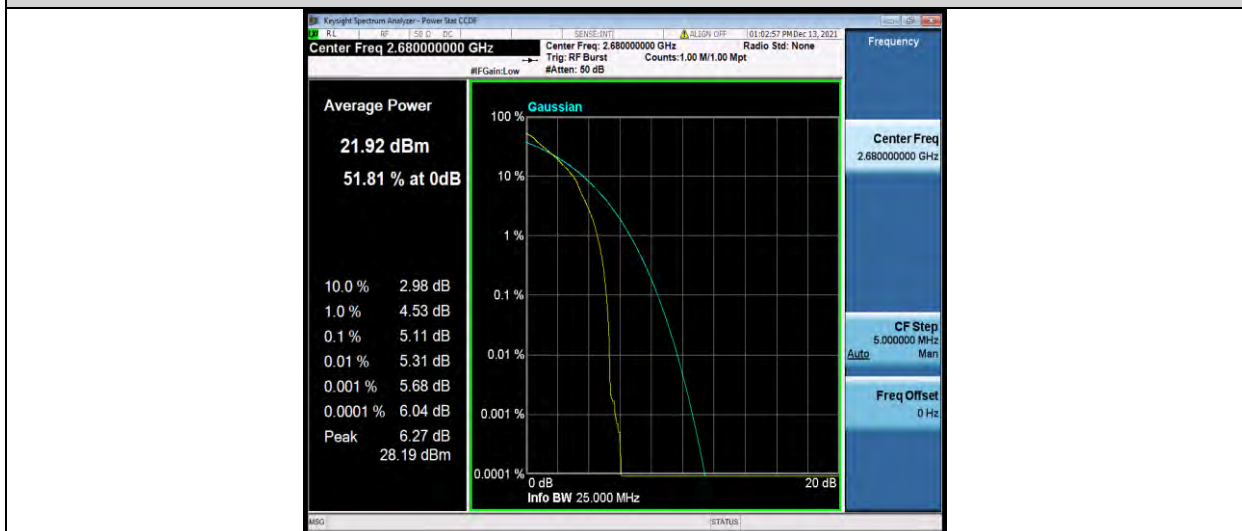 Keysight Spectrum Analyzer - Power Stat CCDF
RL RF 50 Ω DC SENSE:INT ALIGN OFF 01:02:57 PM Dec 13, 2021
Center Freq 2.680000000 GHz
Center Freq: 2.680000000 GHz Radio Std: None
Trig: RF Burst Counts:1.00 M/1.00 Mpt
#IFGain:Low #Atten: 50 dB
Frequency
Average Power
21.92 dBm
51.81 % at 0dB
10.0 % 2.98 dB
1.0 % 4.53 dB
0.1 % 5.11 dB
0.01 % 5.31 dB
0.001 % 5.68 dB
0.0001 % 6.04 dB
Peak 6.27 dB
28.19 dBm
Gaussian
100 %
10 %
1 %
0.1 %
0.01 %
0.001 %
0.0001 %
0 dB 20 dB
Info BW 25.000 MHz
Center Freq
2.680000000 GHz
CF Step
5.000000 MHz
Auto Man
Freq Offset
0 Hz
MSG STATUS